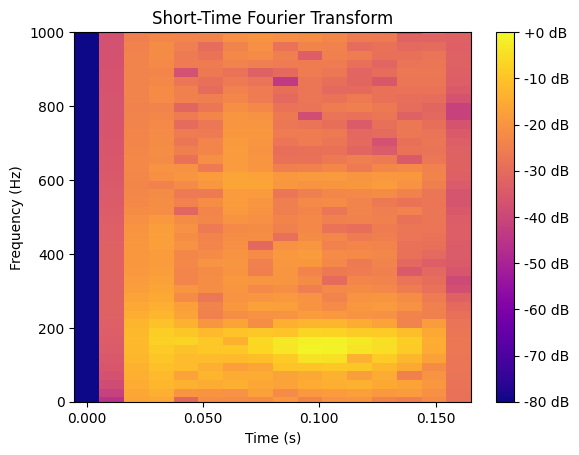 Short-Time Fourier Transform
Frequency (Hz)
1000
800
600
400
200
0
0.000
0.050
0.100
0.150
Time (s)
+0 dB
-10 dB
-20 dB
-30 dB
-40 dB
-50 dB
-60 dB
-70 dB
-80 dB